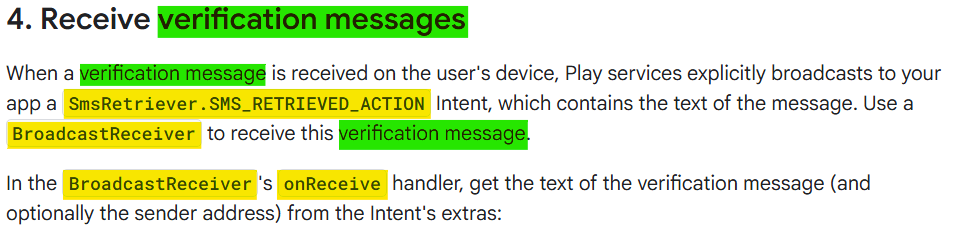 4. Receive verification messages
When a verification message is received on the user's device, Play services explicitly broadcasts to your
app a SmsRetriever.SMS_RETRIEVED_ACTION Intent, which contains the text of the message. Use a
BroadcastReceiver to receive this verification message.
In the BroadcastReceiver's onReceive handler, get the text of the verification message (and
optionally the sender address) from the Intent's extras: